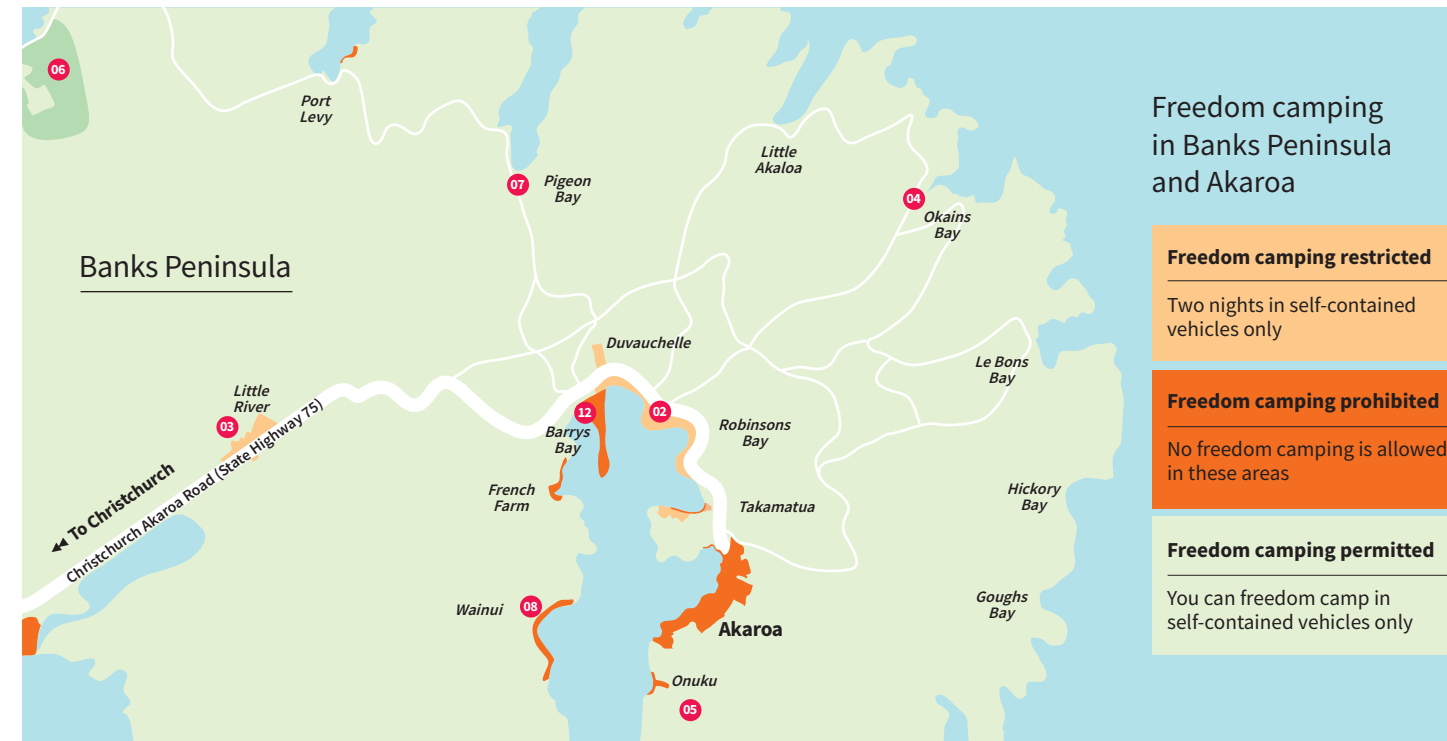 06
Port
Levy
07
Pigeon
Bay
Little
Akaloa
04
Okains
Bay
Banks Peninsula
Duvauchelle
Le Bons
Bay
Little
River
03
12
02
Barrys
Bay
Robinsons
Bay
To Christchurch
Christchurch Akaroa Road (State Highway 75)
French
Farm
Takamatua
Hickory
Bay
Wainui
08
Akaroa
Goughs
Bay
Onuku
05
Freedom camping
in Banks Peninsula
and Akaroa
Freedom camping restricted
Two nights in self-contained
vehicles only
Freedom camping prohibited
No freedom camping is allowed
in these areas
Freedom camping permitted
You can freedom camp in
self-contained vehicles only